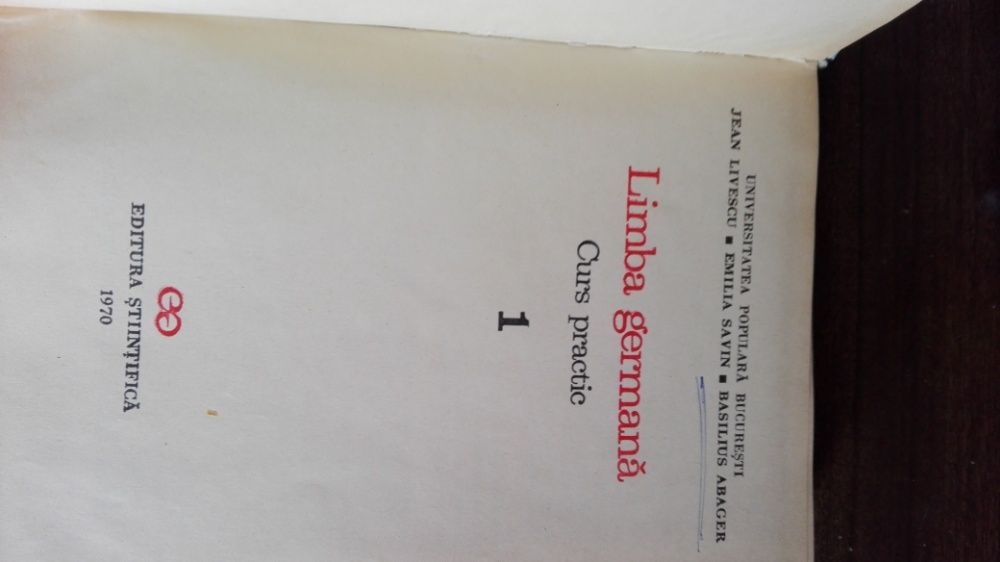 UNIVERSITATEA POPULARĂ BUCUREȘTI
JEAN LIVESCU ■ EMILIA SAVIN ■ BASILIUS ABAGER
Limba germană
Curs practic
1
EDITURA ȘTIINȚIFICĂ
1970